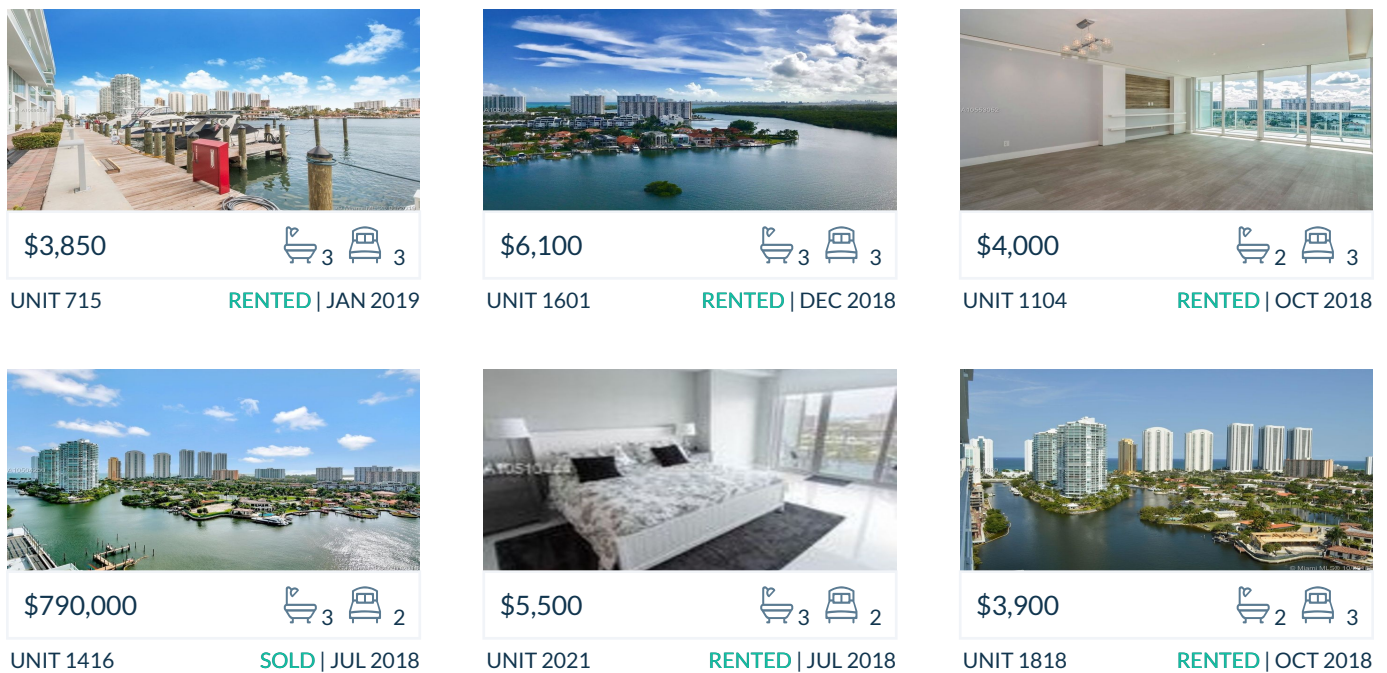 $3,850 3 3
UNIT 715 RENTED | JAN 2019
$6,100 3 3
UNIT 1601 RENTED | DEC 2018
$4,000 2 3
UNIT 1104 RENTED | OCT 2018
$790,000 3 2
UNIT 1416 SOLD | JUL 2018
$5,500 3 2
UNIT 2021 RENTED | JUL 2018
$3,900 2 3
UNIT 1818 RENTED | OCT 2018